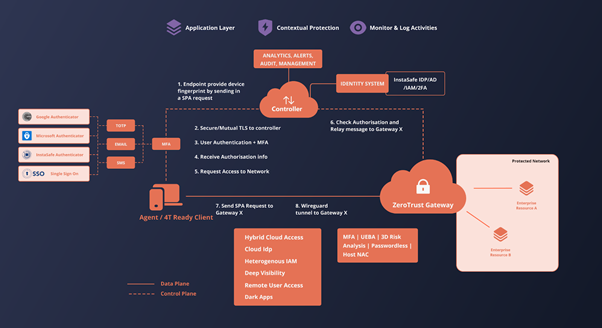 Application Layer
Contextual Protection
Monitor & Log Activities
ANALYTICS, ALERTS,
AUDIT, MANAGEMENT
IDENTITY SYSTEM
InstaSafe IDP/AD
/IAM/2FA
1. Endpoint provide device
fingerprint by sending in
a SPA request
Controller
2. Secure/Mutual TLS to controller
3. User Authentication + MFA
4. Receive Authorisation Info
5. Request Access to Network
6. Check Authorisation and
Relay message to Gateway X
Google Authenticator
Microsoft Authenticator
InstaSafe Authenticator
SSO
Single Sign On
TOTP
EMAIL
SMS
MFA
Agent / 4T Ready Client
7. Send SPA Request to
Gateway X
8. Wireguard
tunnel to Gateway X
ZeroTrust Gateway
Protected Network
Enterprise
Resource A
Enterprise
Resource B
Hybrid Cloud Access
Cloud Idp
Heterogenous IAM
Deep Visibility
Remote User Access
Dark Apps
MFA | UEBA | 3D Risk
Analysis | Passwordless |
Host NAC
Data Plane
Control Plane